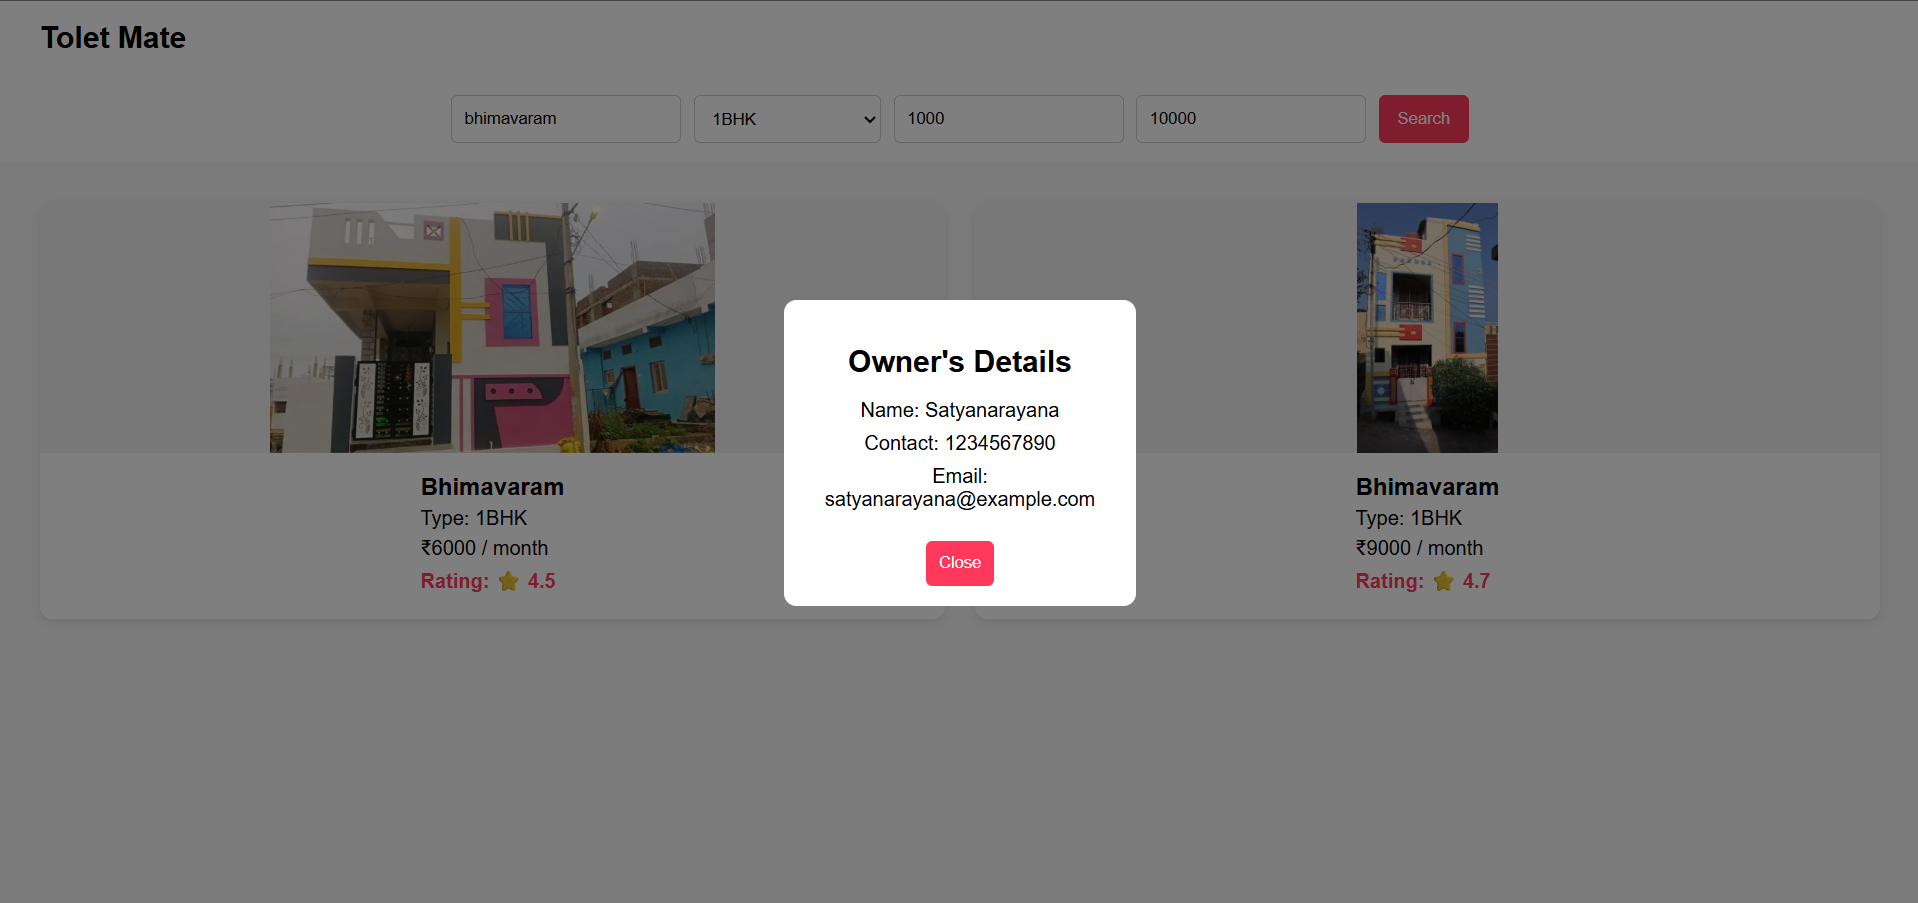 Tolet Mate
bhimavaram
1BHK
1000
10000
Search
Owner's Details
Name: Satyanarayana
Contact: 1234567890
Email:
satyanarayana@example.com
Close
Bhimavaram
Type: 1BHK
₹6000 / month
Rating: ⭐ 4.5
Bhimavaram
Type: 1BHK
₹9000 / month
Rating: ⭐ 4.7